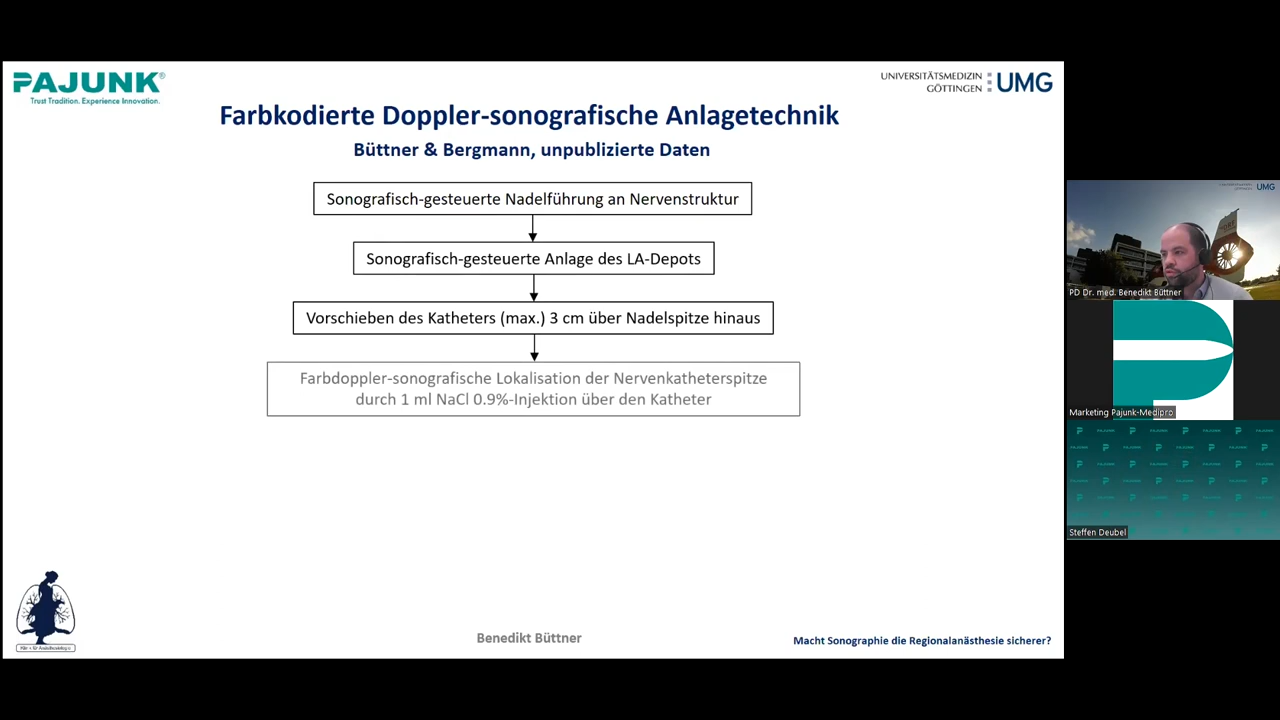 PAJUNK®
Trust Tradition. Experience Innovation.
UNIVERSITÄTSMEDIZIN
GÖTTINGEN
UMG
Farbkodierte Doppler-sonografische Anlagetechnik
Büttner & Bergmann, unpublizierte Daten
Sonografisch-gesteuerte Nadelführung an Nervenstruktur
Sonografisch-gesteuerte Anlage des LA-Depots
Vorschieben des Katheters (max.) 3 cm über Nadelspitze hinaus
Farbdoppler-sonografische Lokalisation der Nervenkatheterspitze
durch 1 ml NaCl 0.9%-Injektion über den Katheter
Benedikt Büttner
Macht Sonographie die Regionalanästhesie sicherer?
UMG
PD Dr. med. Benedikt Büttner
Marketing Pajunk-Medipro
Steffen Deubel